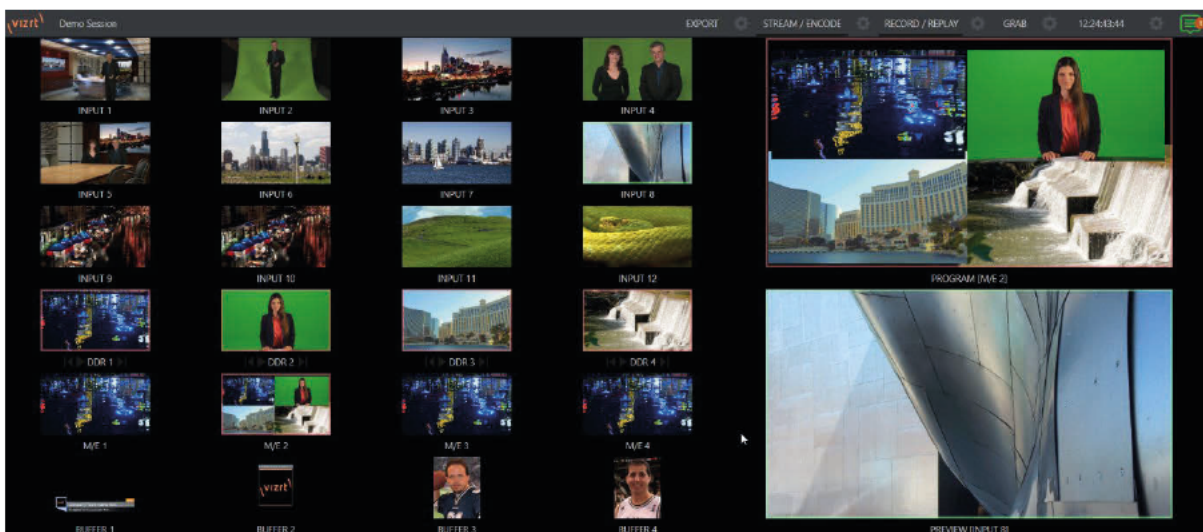 vizrt Demo Session EXPORT STREAM / ENCODE RECORD / REPLAY GRAB 12:24:43:44
INPUT 1 INPUT 2 INPUT 3 INPUT 4
INPUT 5 INPUT 6 INPUT 7 INPUT 8
INPUT 9 INPUT 10 INPUT 11 INPUT 12
PROGRAM [M/E 2]
DDR 1 DDR 2 DDR 3 DDR 4
M/E 1 M/E 2 M/E 3 M/E 4
vizrt
BUFFER 1 BUFFER 2 BUFFER 3 BUFFER 4
PREVIEW [INPUT 8]